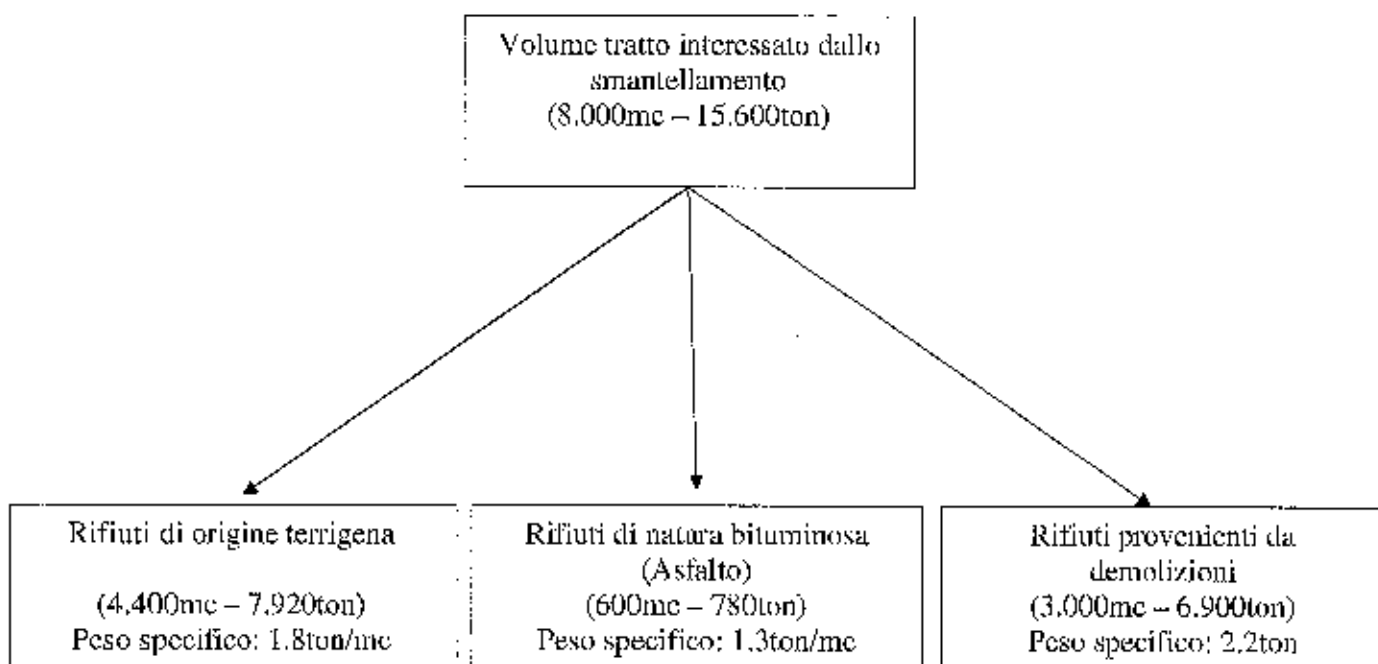 Volume tratto interessato dallo
smantellamento
(8.000mc – 15.600ton)
Rifiuti di origine terrigena
(4.400mc – 7.920ton)
Peso specifico: 1.8ton/mc
Rifiuti di natura bituminosa
(Asfalto)
(600mc – 780ton)
Peso specifico: 1.3ton/mc
Rifiuti provenienti da
demolizioni
(3.000mc – 6.900ton)
Peso specifico: 2.2ton